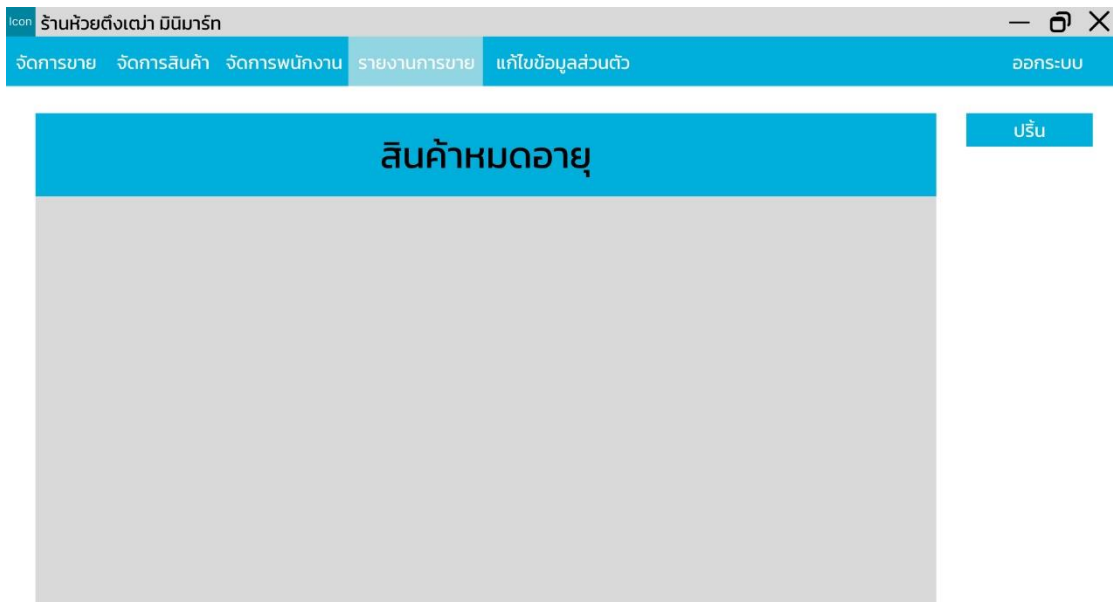 Icon ร้านห้วยตึงเฒ่า มินิมาร์ท
จัดการขาย จัดการสินค้า จัดการพนักงาน รายงานการขาย แก้ไขข้อมูลส่วนตัว ออกระบบ
สินค้าหมดอายุ ปริ้น